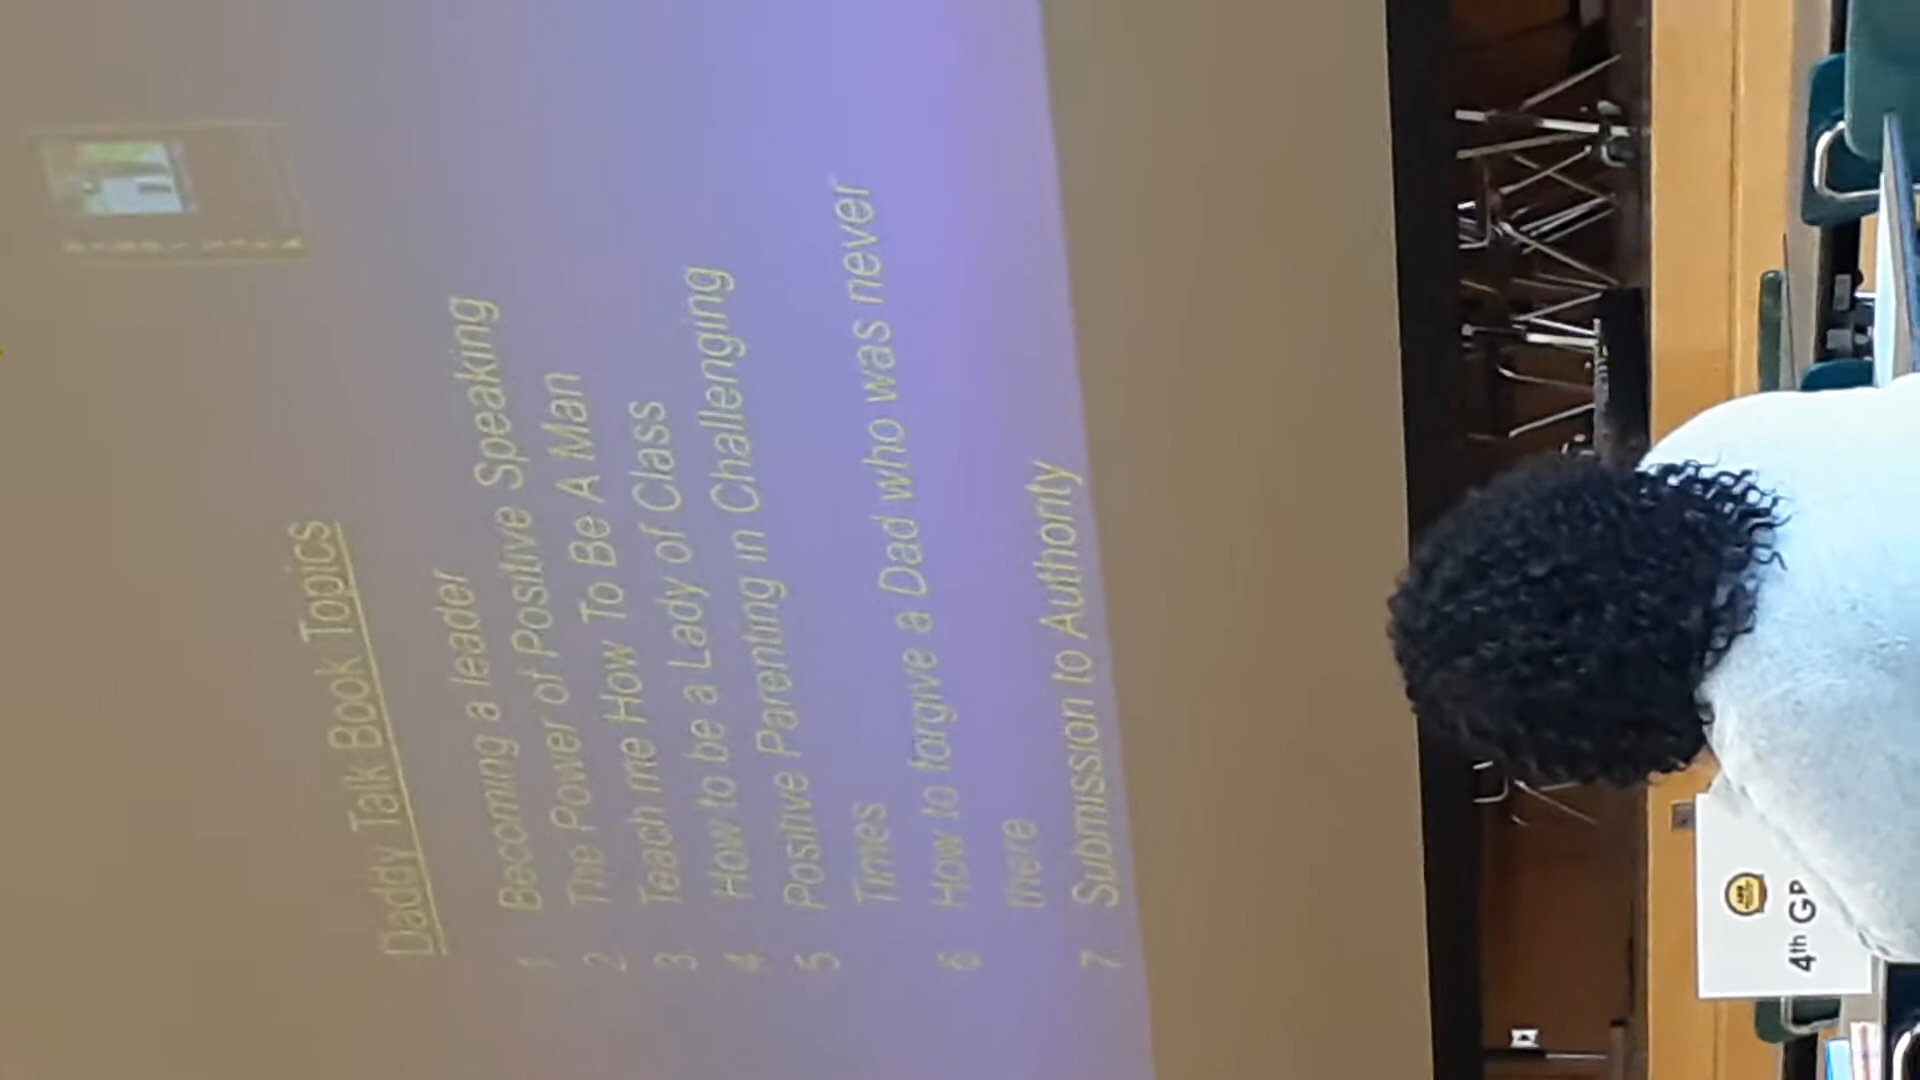 Daddy Talk Book Topics
1 Becoming a leader
2 The Power of Positive Speaking
3. Teach me How To Be A Man
4 How to be a Lady of Class
5 Positive Parenting in Challenging
Times
6 How to forgive a Dad who was never
there
7. Submission to Authority
4th GP